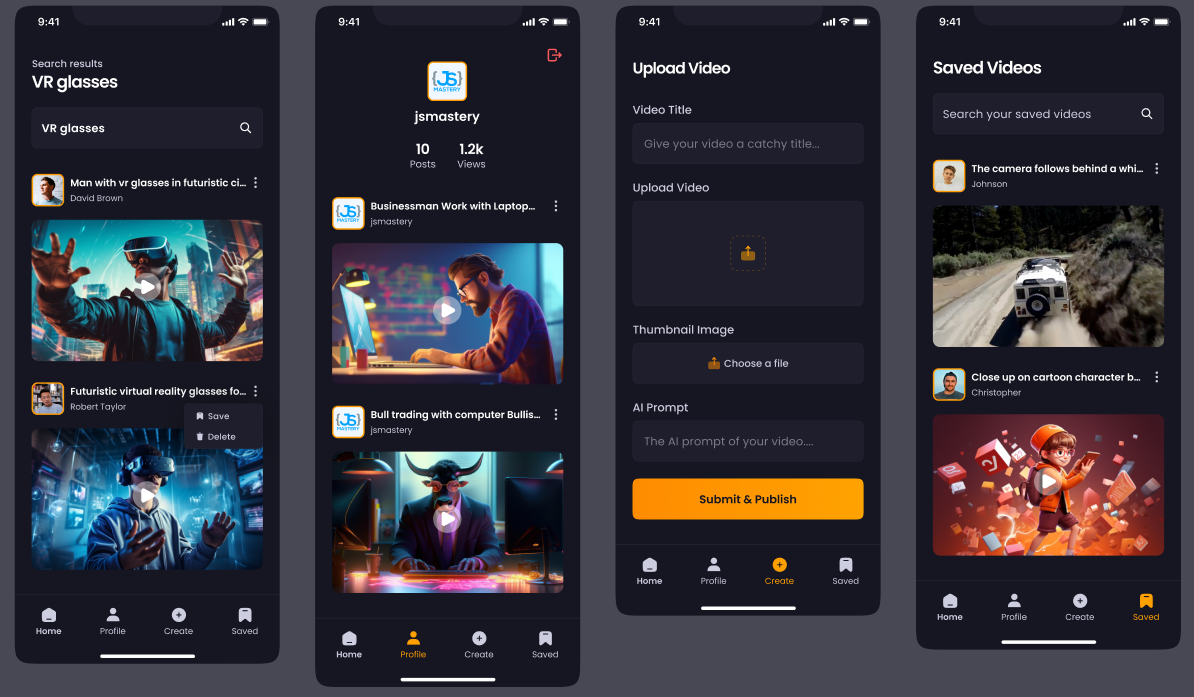 9:41
Search results
VR glasses
VR glasses
Man with vr glasses in futuristic ci...
David Brown
Futuristic virtual reality glasses fo...
Robert Taylor
Save
Delete
Home
Profile
Create
Saved
9:41
{JS}
MASTERY
jsmastery
10
Posts
1.2k
Views
{JS}
MASTERY
Businessman Work with Laptop...
jsmastery
{JS}
MASTERY
Bull trading with computer Bullis...
jsmastery
Home
Profile
Create
Saved
9:41
Upload Video
Video Title
Give your video a catchy title...
Upload Video
Thumbnail Image
Choose a file
AI Prompt
The AI prompt of your video....
Submit & Publish
Home
Profile
Create
Saved
9:41
Saved Videos
Search your saved videos
The camera follows behind a whi...
Johnson
Close up on cartoon character b...
Christopher
Home
Profile
Create
Saved